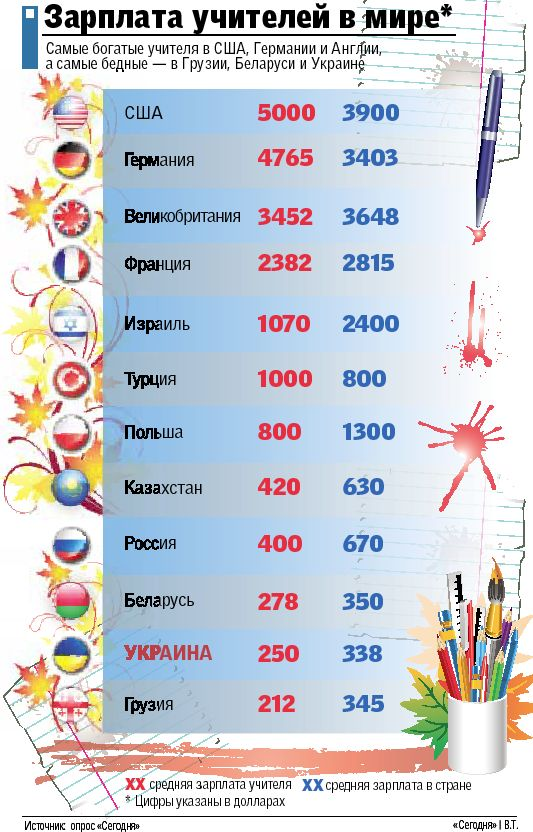 Зарплата учителей в мире*
Самые богатые учителя в США, Германии и Англии,
а самые бедные — в Грузии, Беларуси и Украине
США 5000 3900
Германия 4765 3403
Великобритания 3452 3648
Франция 2382 2815
Израиль 1070 2400
Турция 1000 800
Польша 800 1300
Казахстан 420 630
Россия 400 670
Беларусь 278 350
УКРАИНА 250 338
Грузия 212 345
XX средняя зарплата учителя XX средняя зарплата в стране
* Цифры указаны в долларах
Источник: опрос «Сегодня» «Сегодня» | В.Т.